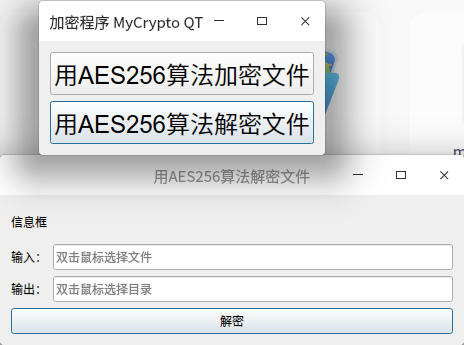 加密程序 MyCrypto QT
用AES256算法加密文件
用AES256算法解密文件
用AES256算法解密文件
信息框
输入： 双击鼠标选择文件
输出： 双击鼠标选择目录
解密